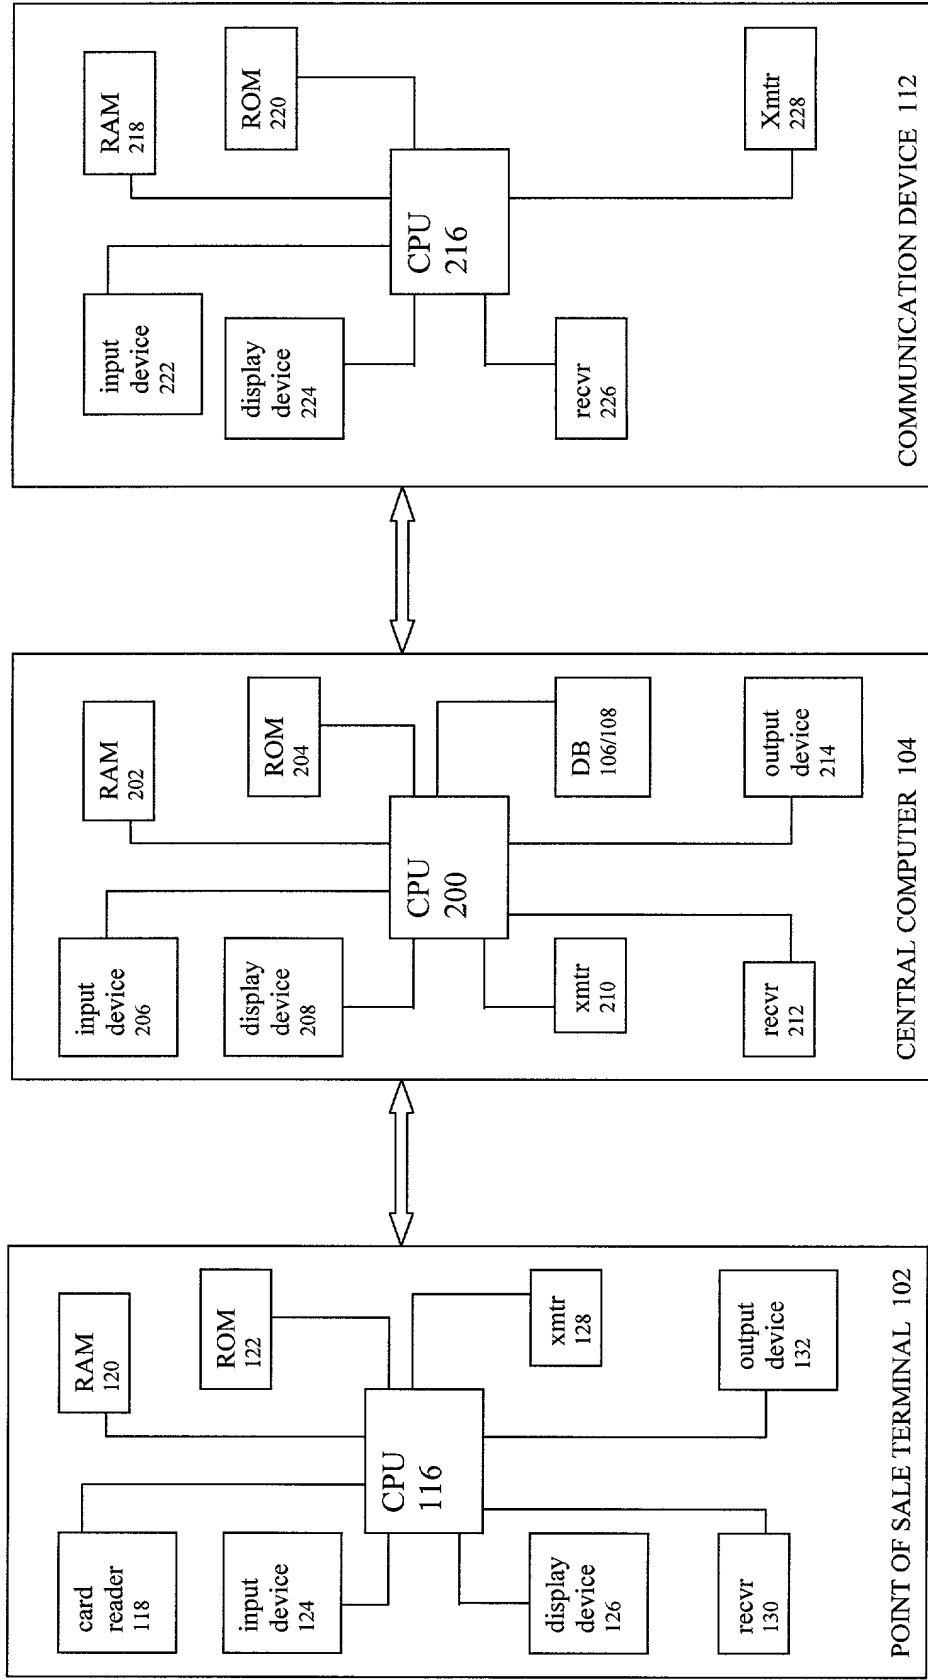 card
reader
118
RAM
120
input
device
124
ROM
122
CPU
116
display
device
126
xmtr
128
recvr
130
output
device
132
POINT OF SALE TERMINAL 102
input
device
206
RAM
202
display
device
208
ROM
204
CPU
200
xmtr
210
DB
106/108
recvr
212
output
device
214
CENTRAL COMPUTER 104
input
device
222
RAM
218
display
device
224
ROM
220
CPU
216
recvr
226
Xmtr
228
COMMUNICATION DEVICE 112